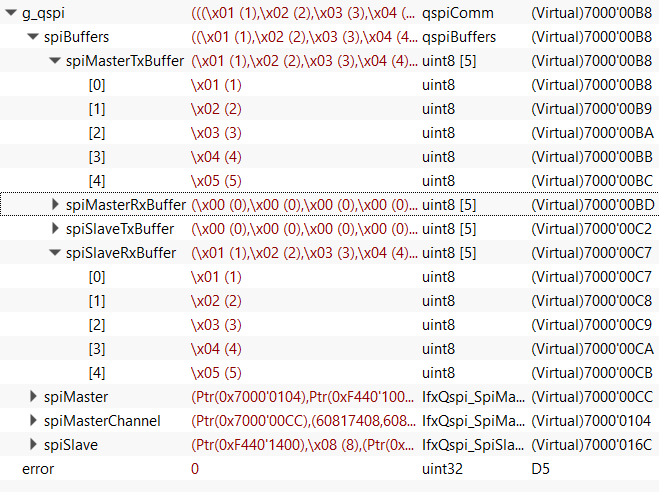 g_qspi (((\x01 (1),\x02 (2),\x03 (3),\x04 (... qspiComm (Virtual)7000'00B8
spiBuffers ((\x01 (1),\x02 (2),\x03 (3),\x04 (4... qspiBuffers (Virtual)7000'00B8
spiMasterTxBuffer (\x01 (1),\x02 (2),\x03 (3),\x04 (4)... uint8 [5] (Virtual)7000'00B8
[0] \x01 (1) uint8 (Virtual)7000'00B8
[1] \x02 (2) uint8 (Virtual)7000'00B9
[2] \x03 (3) uint8 (Virtual)7000'00BA
[3] \x04 (4) uint8 (Virtual)7000'00BB
[4] \x05 (5) uint8 (Virtual)7000'00BC
spiMasterRxBuffer (\x00 (0),\x00 (0),\x00 (0),\x00 (0)... uint8 [5] (Virtual)7000'00BD
spiSlaveTxBuffer (\x00 (0),\x00 (0),\x00 (0),\x00 (0)... uint8 [5] (Virtual)7000'00C2
spiSlaveRxBuffer (\x01 (1),\x02 (2),\x03 (3),\x04 (4)... uint8 [5] (Virtual)7000'00C7
[0] \x01 (1) uint8 (Virtual)7000'00C7
[1] \x02 (2) uint8 (Virtual)7000'00C8
[2] \x03 (3) uint8 (Virtual)7000'00C9
[3] \x04 (4) uint8 (Virtual)7000'00CA
[4] \x05 (5) uint8 (Virtual)7000'00CB
spiMaster (Ptr(0x7000'0104),Ptr(0xF440'100... IfxQspi_SpiMa... (Virtual)7000'00CC
spiMasterChannel (Ptr(0x7000'00CC),(60817408,608... IfxQspi_SpiMa... (Virtual)7000'0104
spiSlave (Ptr(0xF440'1400),\x08 (8),(Ptr(0x... IfxQspi_SpiSla... (Virtual)7000'016C
error 0 uint32 D5